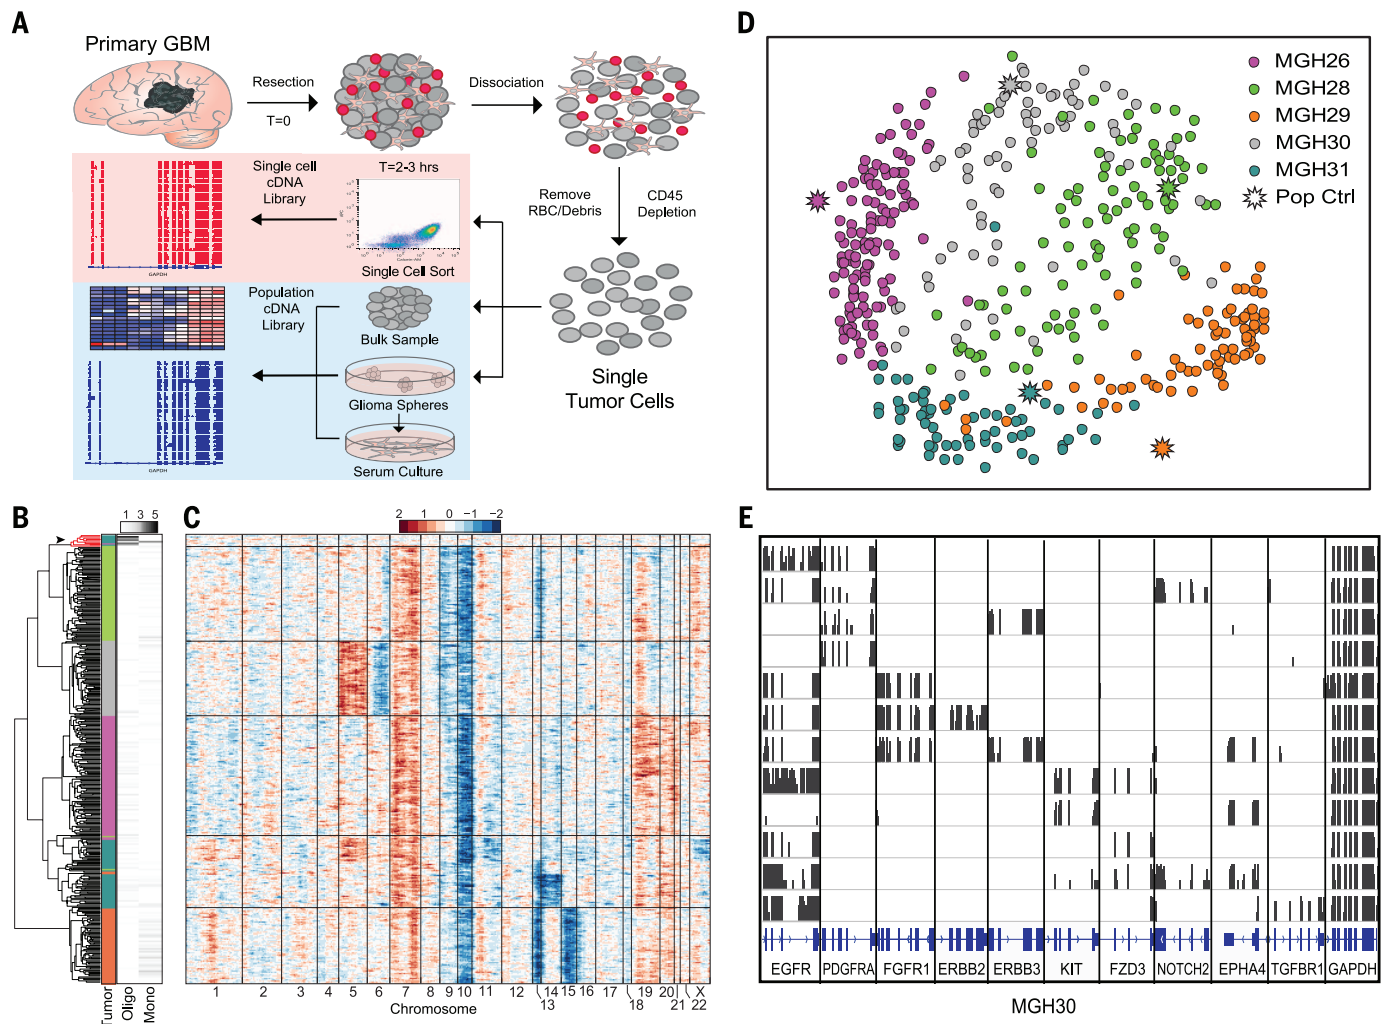 A
Primary GBM
Resection
T=0
Dissociation
Single cell
cDNA
Library
T=2-3 hrs
Single Cell Sort
GAPDH
Remove
RBC/Debris
CD45
Depletion
Population
cDNA
Library
Bulk Sample
Glioma Spheres
Serum Culture
GAPDH
Single
Tumor Cells
D
MGH26
MGH28
MGH29
MGH30
MGH31
Pop Ctrl
B
1 3 5
Tumor
Oligo
Mono
C
2 1 0 −1 −2
1 2 3 4 5 6 7 8 9 10 11 12 13 14 15 16 17 18 19 20 21 22 X
Chromosome
E
EGFR PDGFRA FGFR1 ERBB2 ERBB3 KIT FZD3 NOTCH2 EPHA4 TGFBR1 GAPDH
MGH30